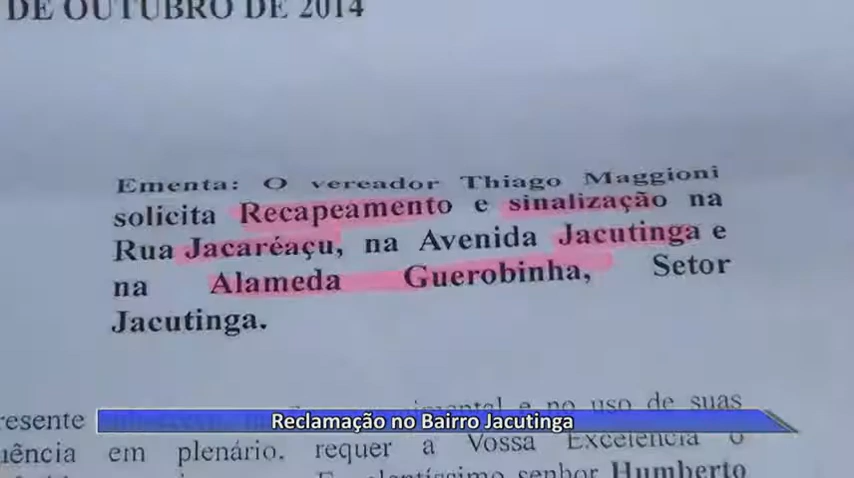 DE OUTUBRO DE 2014
Ementa: O vereador Thiago Maggioni
solicita Recapeamento e sinalização na
Rua Jacaréaçu, na Avenida Jacutinga e
na Alameda Guerobinha, Setor
Jacutinga.
e no uso de suas
Reclamação no Bairro Jacutinga
em plenário, requer a Vossa Excelência o
senhor Humberto